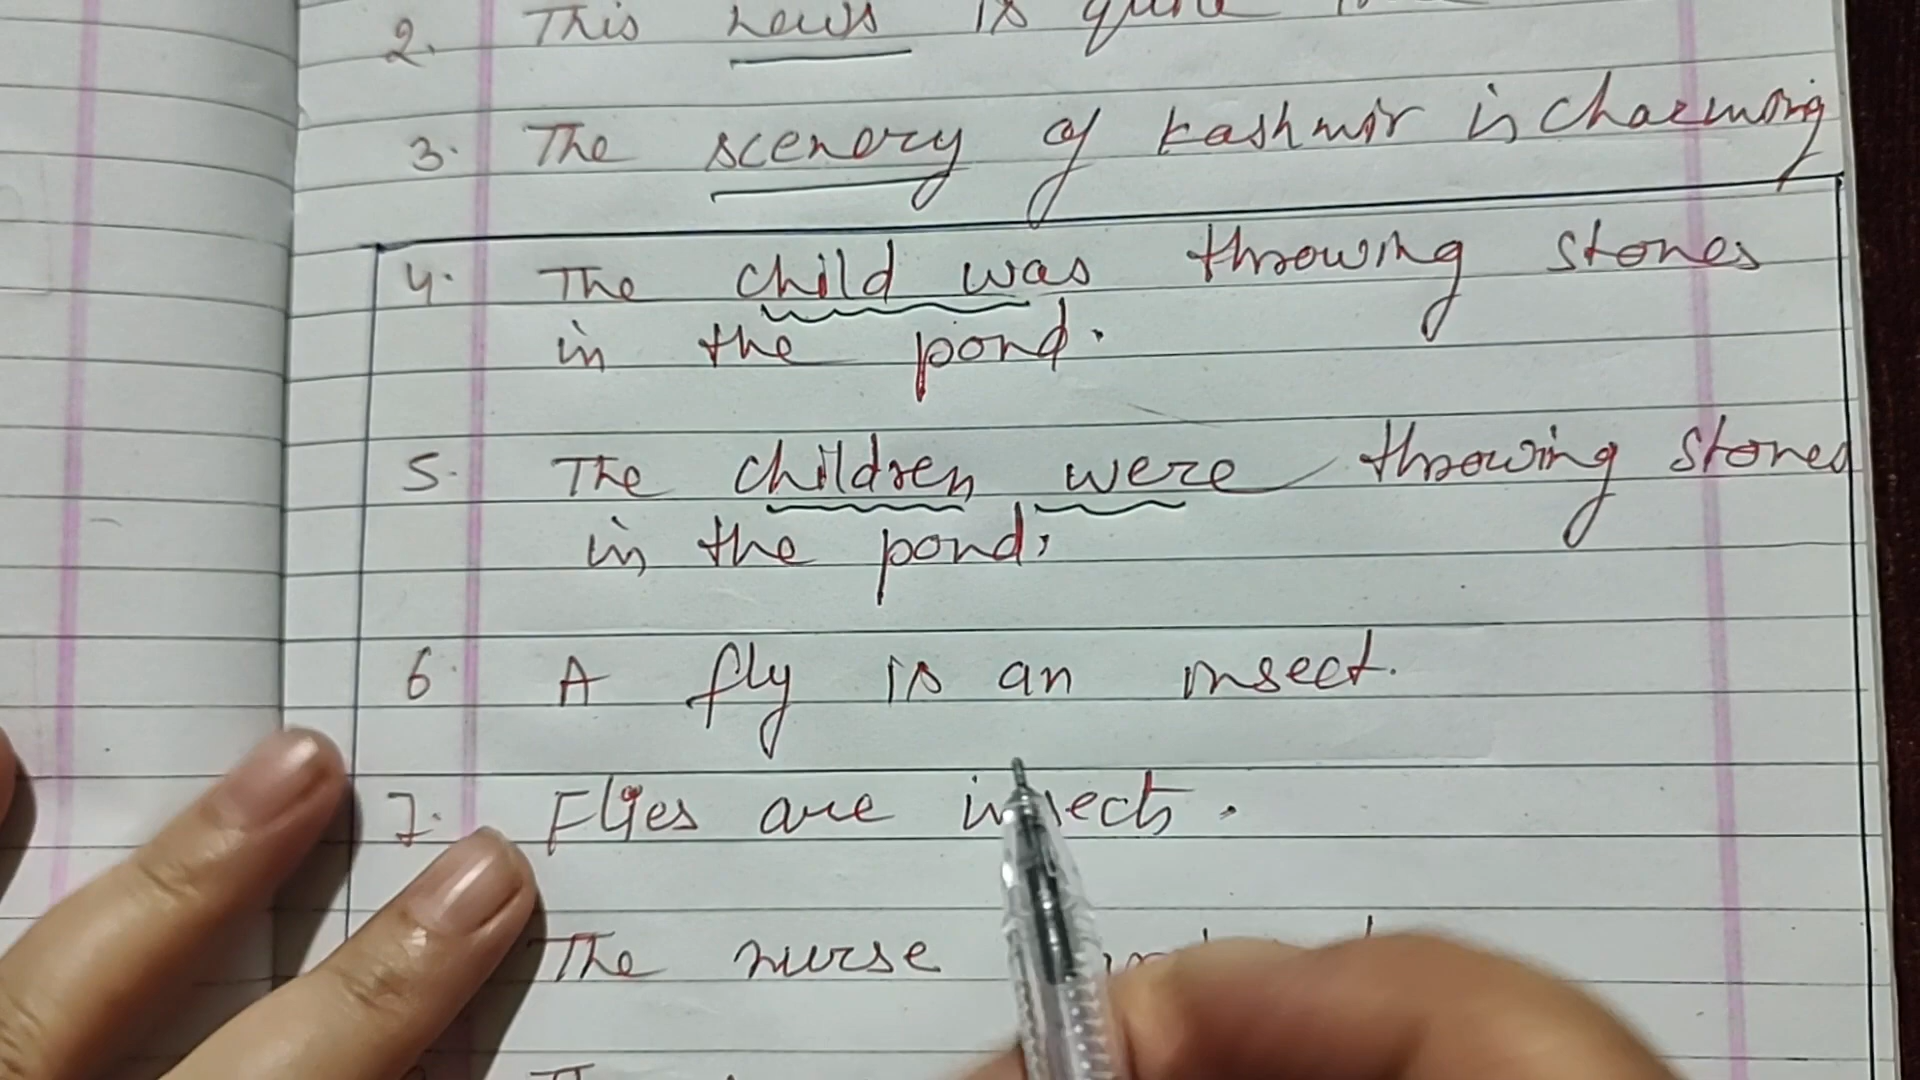 2. This news is quite
3. The scenery of Kashmir is charming
4. The child was throwing stones
in the pond.
5. The children were throwing stones
in the pond.
6. A fly is an insect.
7. Flies are insects.
The nurse